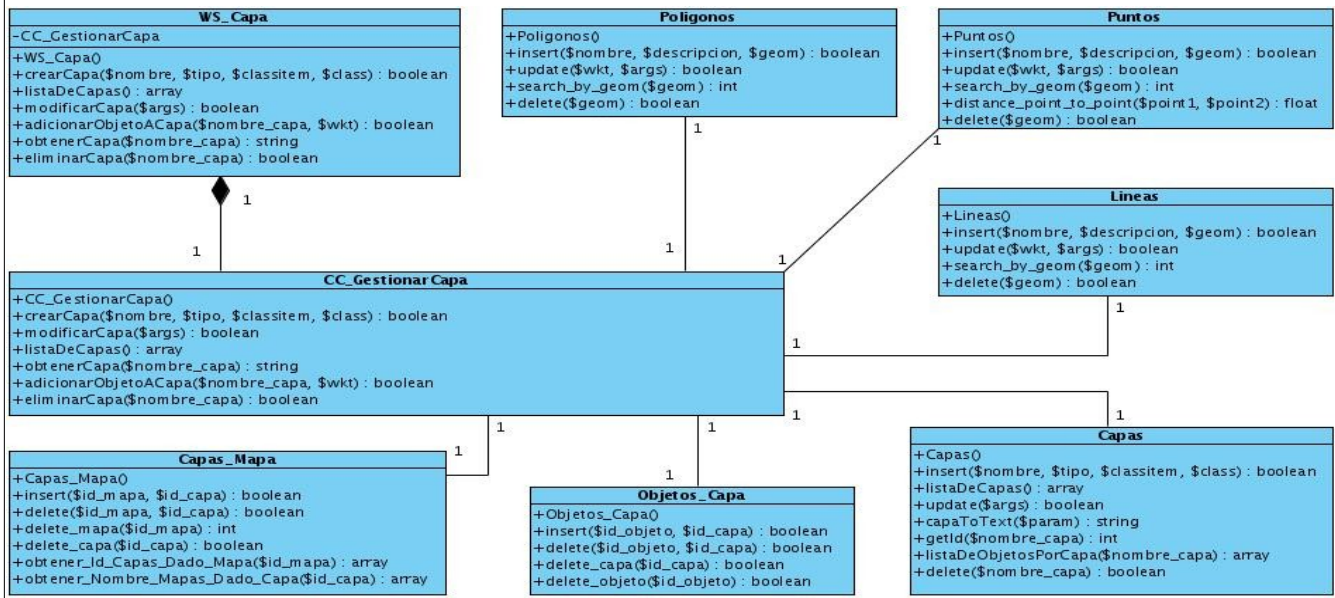 WS_Capa
-CC_GestionarCapa
+WS_Capa()
+crearCapa($nombre, $tipo, $classitem, $class) : boolean
+listaDeCapas() : array
+modificarCapa($args) : boolean
+adicionarObjetoACapa($nombre_capa, $wkt) : boolean
+obtenerCapa($nombre_capa) : string
+eliminarCapa($nombre_capa) : boolean
Poligonos
+Poligonos()
+insert($nombre, $descripcion, $geom) : boolean
+update($wkt, $args) : boolean
+search_by_geom($geom) : int
+delete($geom) : boolean
Puntos
+Puntos()
+insert($nombre, $descripcion, $geom) : boolean
+update($wkt, $args) : boolean
+search_by_geom($geom) : int
+distance_point_to_point($point1, $point2) : float
+delete($geom) : boolean
1
1
1
Lineas
+Lineas()
+insert($nombre, $descripcion, $geom) : boolean
+update($wkt, $args) : boolean
+search_by_geom($geom) : int
+delete($geom) : boolean
1
1
1
CC_GestionarCapa
+CC_GestionarCapa()
+crearCapa($nombre, $tipo, $classitem, $class) : boolean
+modificarCapa($args) : boolean
+listaDeCapas() : array
+obtenerCapa($nombre_capa) : string
+adicionarObjetoACapa($nombre_capa, $wkt) : boolean
+eliminarCapa($nombre_capa) : boolean
1
1
1
1
1
1
1
1
Capas_Mapa
+Capas_Mapa()
+insert($id_mapa, $id_capa) : boolean
+delete($id_mapa, $id_capa) : boolean
+delete_mapa($id_mapa) : int
+delete_capa($id_capa) : boolean
+obtener_Id_Capas_Dado_Mapa($id_mapa) : array
+obtener_Nombre_Mapas_Dado_Capa($id_capa) : array
Objetos_Capa
+Objetos_Capa()
+insert($id_objeto, $id_capa) : boolean
+delete($id_objeto, $id_capa) : boolean
+delete_capa($id_capa) : boolean
+delete_objeto($id_objeto) : boolean
Capas
+Capas()
+insert($nombre, $tipo, $classitem, $class) : boolean
+listaDeCapas() : array
+update($args) : boolean
+capaToText($param) : string
+getId($nombre_capa) : int
+listaDeObjetosPorCapa($nombre_capa) : array
+delete($nombre_capa) : boolean